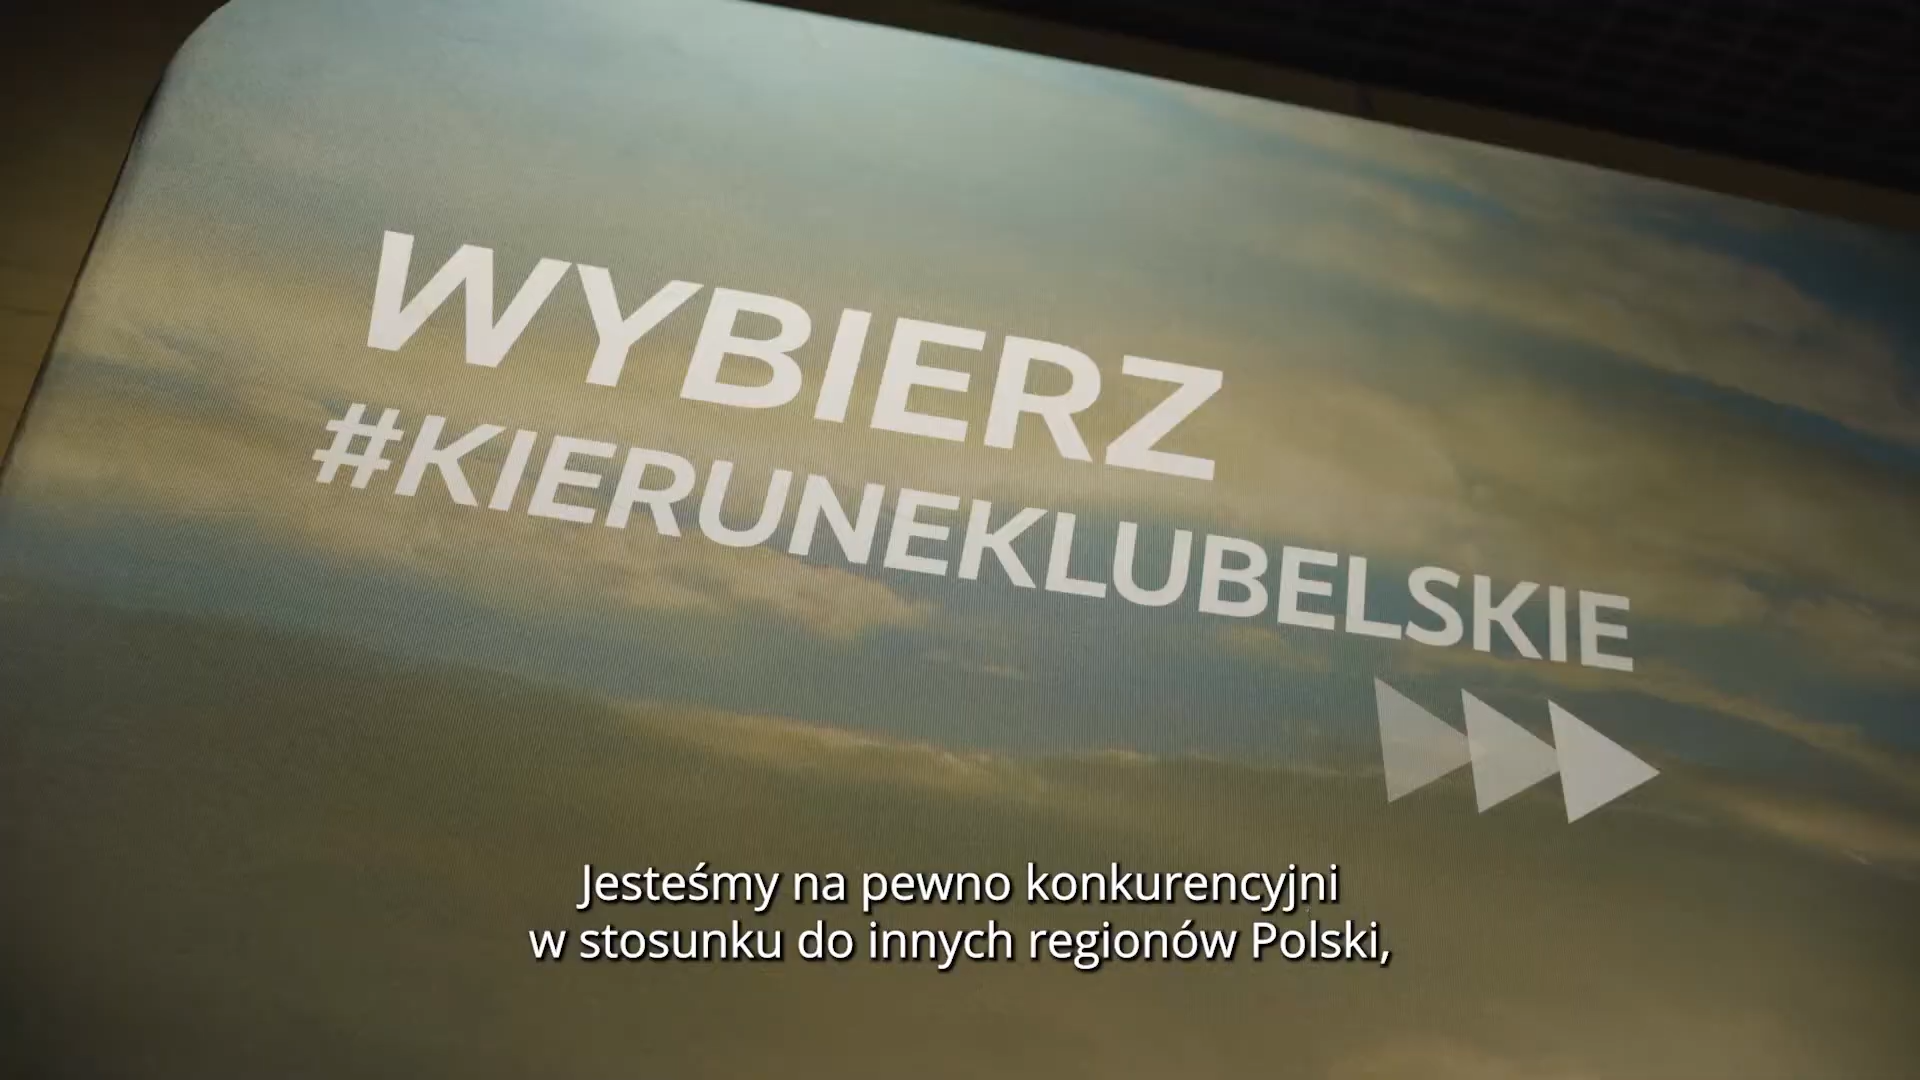 WYBIERZ
#KIERUNEKLUBELSKIE
Jesteśmy na pewno konkurencyjni
w stosunku do innych regionów Polski,